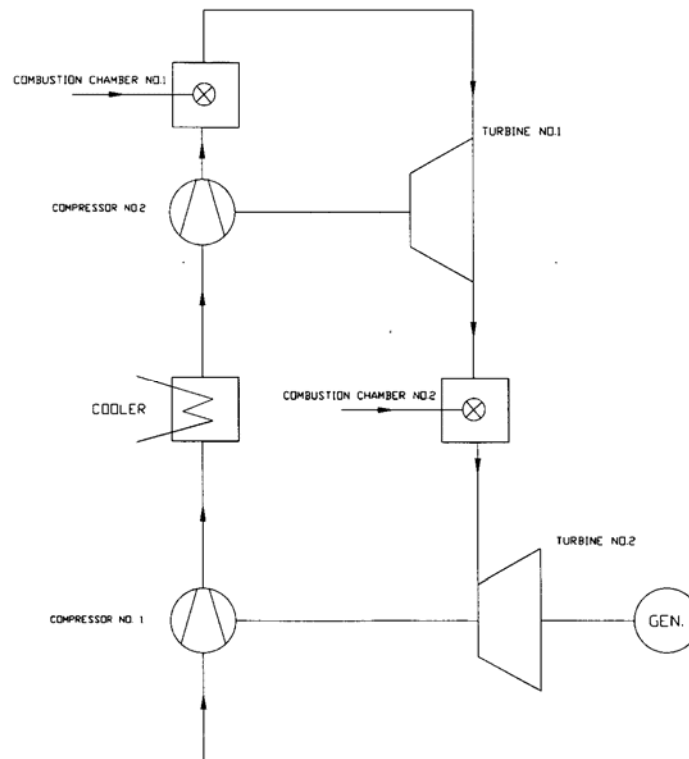 COMBUSTION CHAMBER NO.1
TURBINE NO.1
COMPRESSOR NO.2
COMBUSTION CHAMBER NO.2
COOLER
TURBINE NO.2
COMPRESSOR NO. 1
GEN.